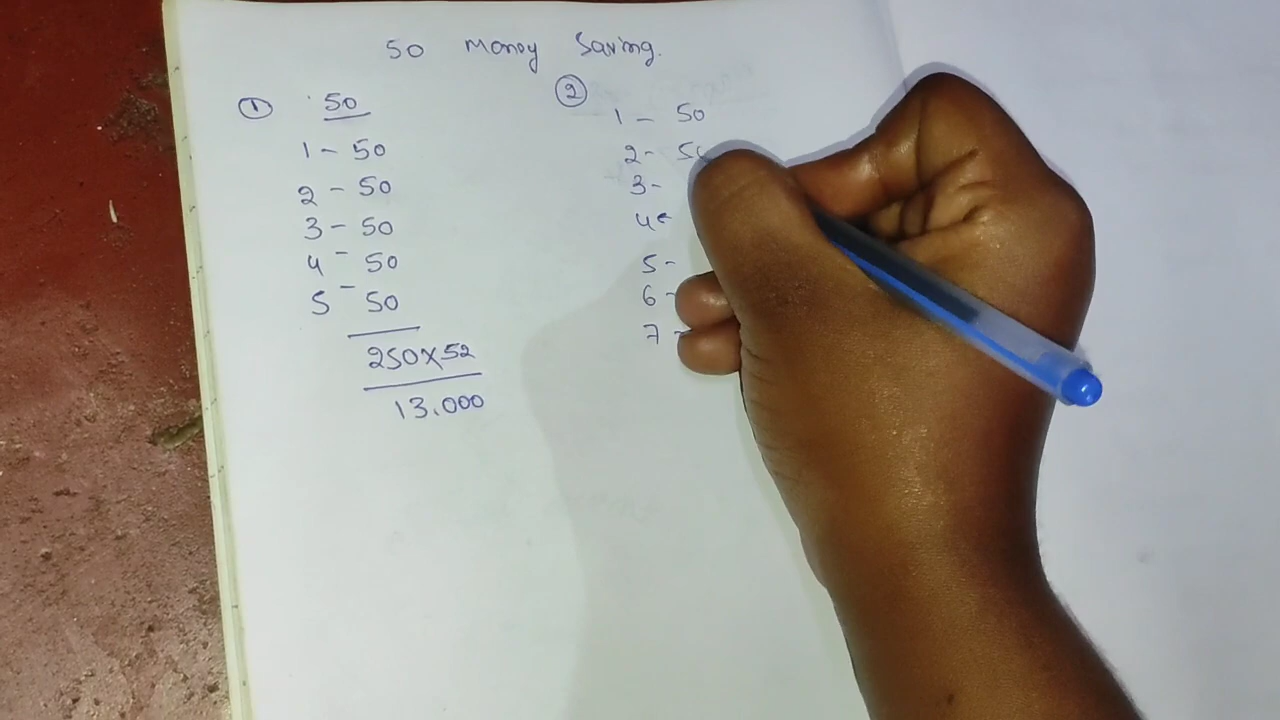 50 Money Saving.
① 50
1 - 50
2 - 50
3 - 50
4 - 50
5 - 50
250x52
13.000
②
1 - 50
2 - 50
3 -
4 -
5 -
6 -
7 -